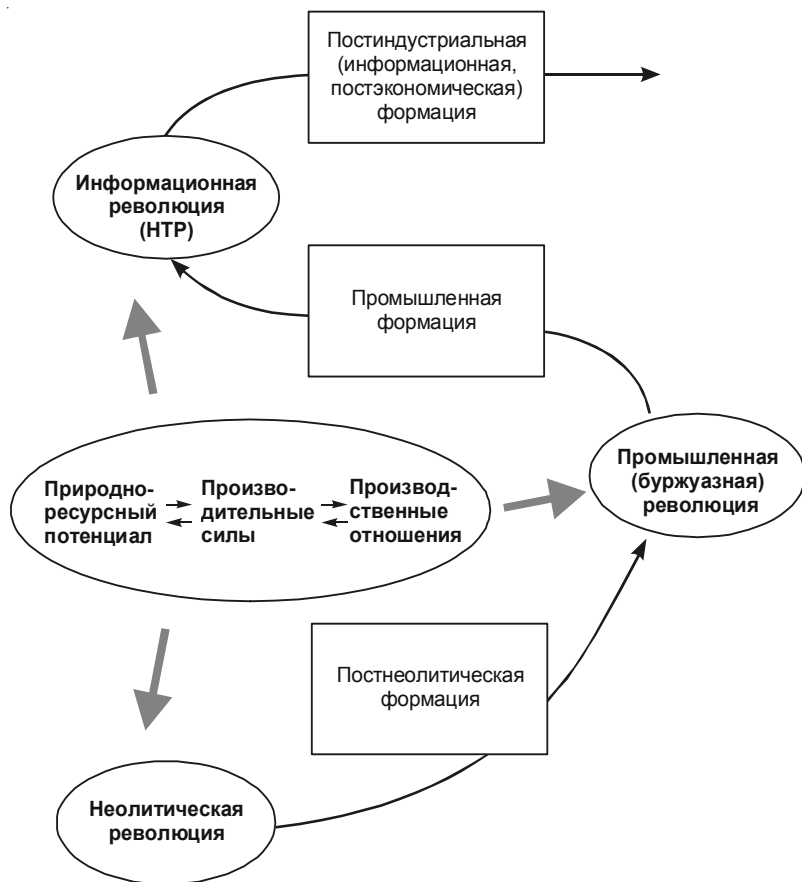 Постиндустриальная
(информационная,
постэкономическая)
формация
Информационная
революция
(НТР)
Промышленная
формация
Промышленная
(буржуазная)
революция
Природно-
ресурсный
потенциал
Произво-
дительные
силы
Производ-
ственные
отношения
Постнеолитическая
формация
Неолитическая
революция